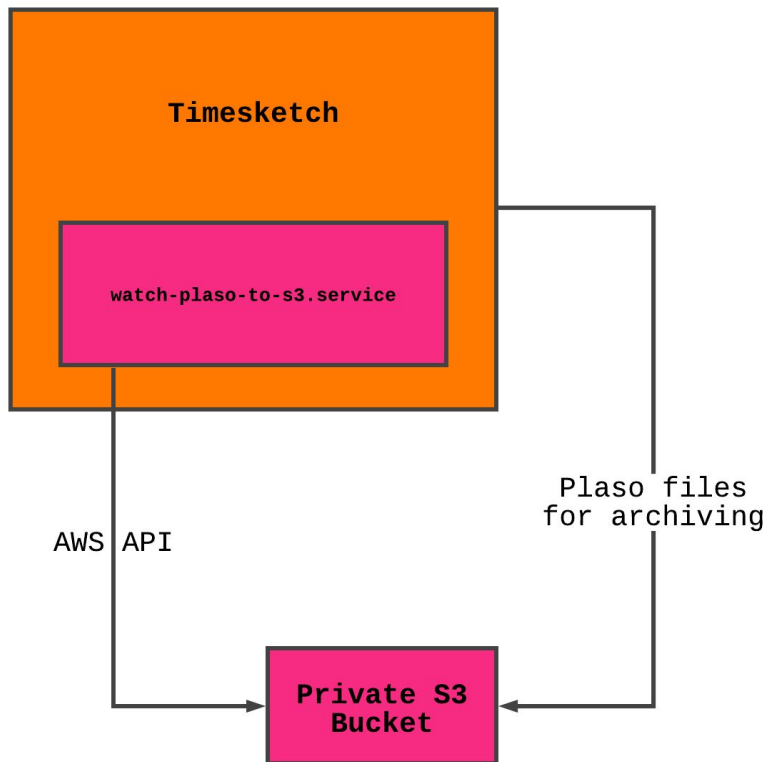 Timesketch
watch-plaso-to-s3.service
Plaso files
for archiving
AWS API
Private S3
Bucket